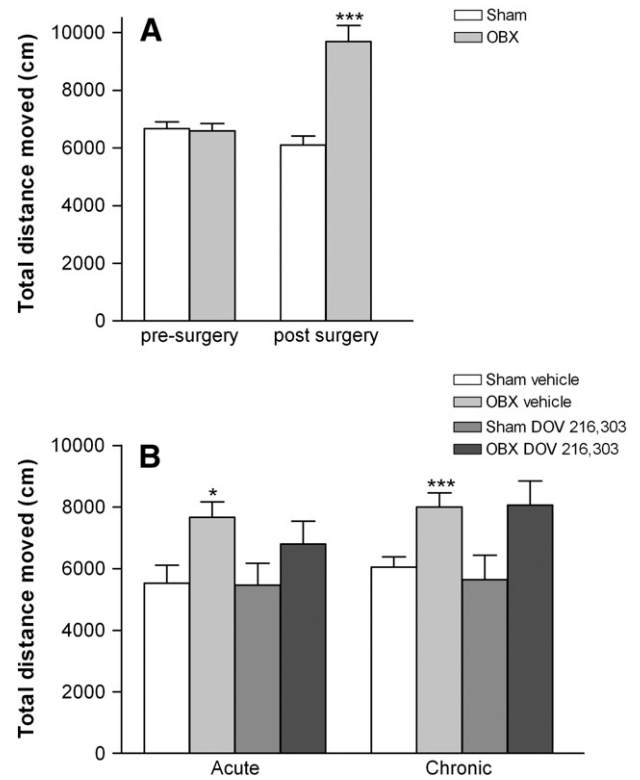 A
Sham
OBX
Total distance moved (cm)
10000
8000
6000
4000
2000
0
***
pre-surgery
post surgery
Sham vehicle
OBX vehicle
Sham DOV 216,303
OBX DOV 216,303
B
Total distance moved (cm)
10000
8000
6000
4000
2000
0
*
***
Acute
Chronic